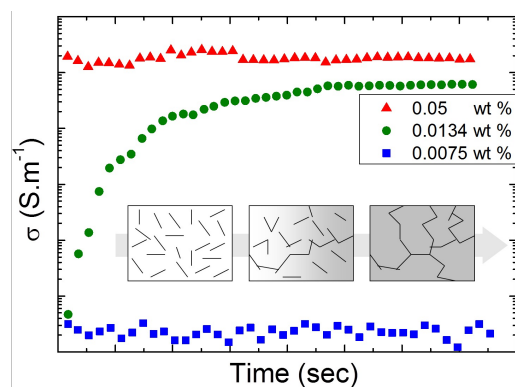 0.05 wt %
0.0134 wt %
0.0075 wt %
σ (S.m⁻¹)
Time (sec)